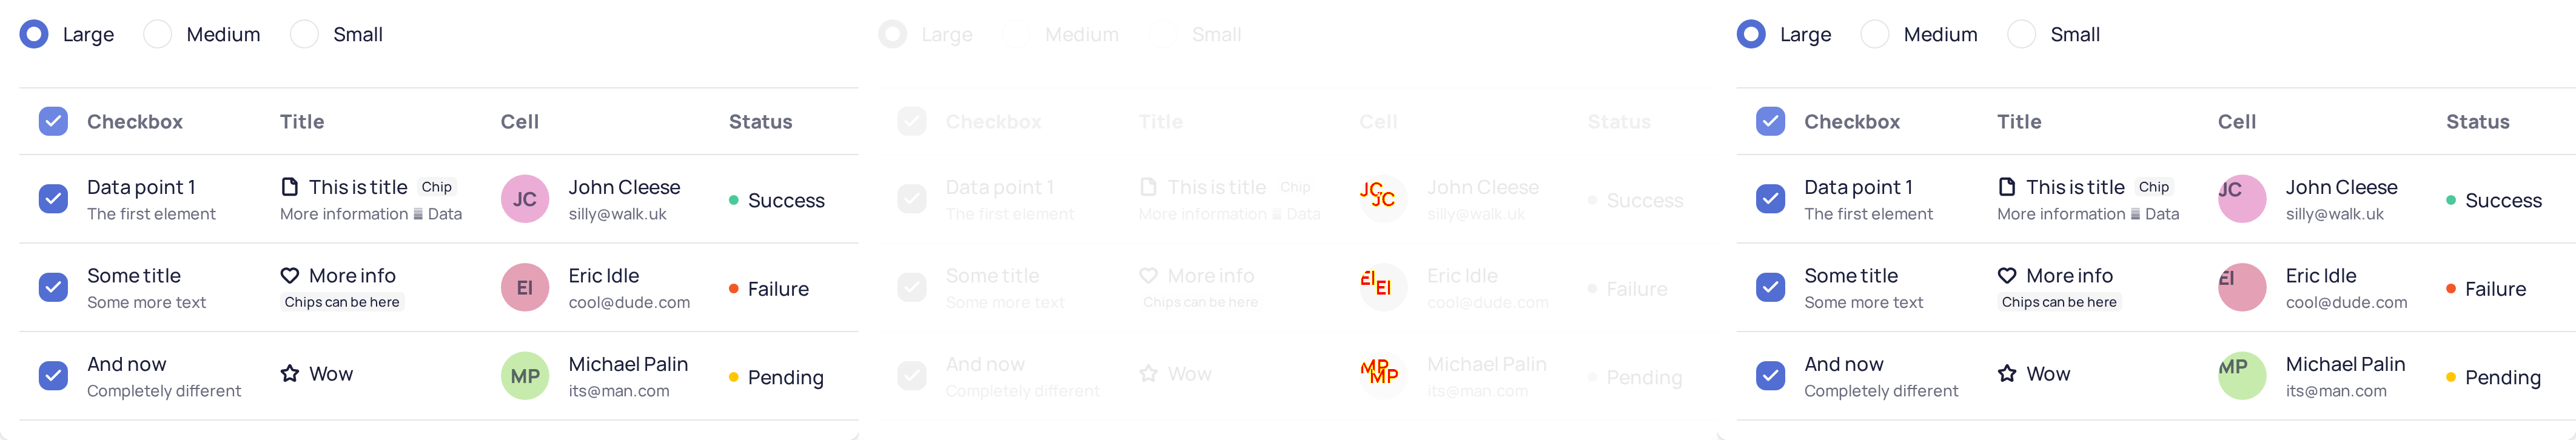 Large Medium Small
Checkbox Title Cell Status
Data point 1 This is title Chip JC John Cleese Success
The first element More information Data silly@walk.uk
Some title More info EI Eric Idle Failure
Some more text Chips can be here cool@dude.com
And now Wow MP Michael Palin Pending
Completely different its@man.com
Large Medium Small
Checkbox Title Cell Status
Data point 1 This is title Chip JC JC John Cleese Success
The first element More information Data silly@walk.uk
Some title More info EI EI Eric Idle Failure
Some more text Chips can be here cool@dude.com
And now Wow MP MP Michael Palin Pending
Completely different its@man.com
Large Medium Small
Checkbox Title Cell Status
Data point 1 This is title Chip JC John Cleese Success
The first element More information Data silly@walk.uk
Some title More info EI Eric Idle Failure
Some more text Chips can be here cool@dude.com
And now Wow MP Michael Palin Pending
Completely different its@man.com